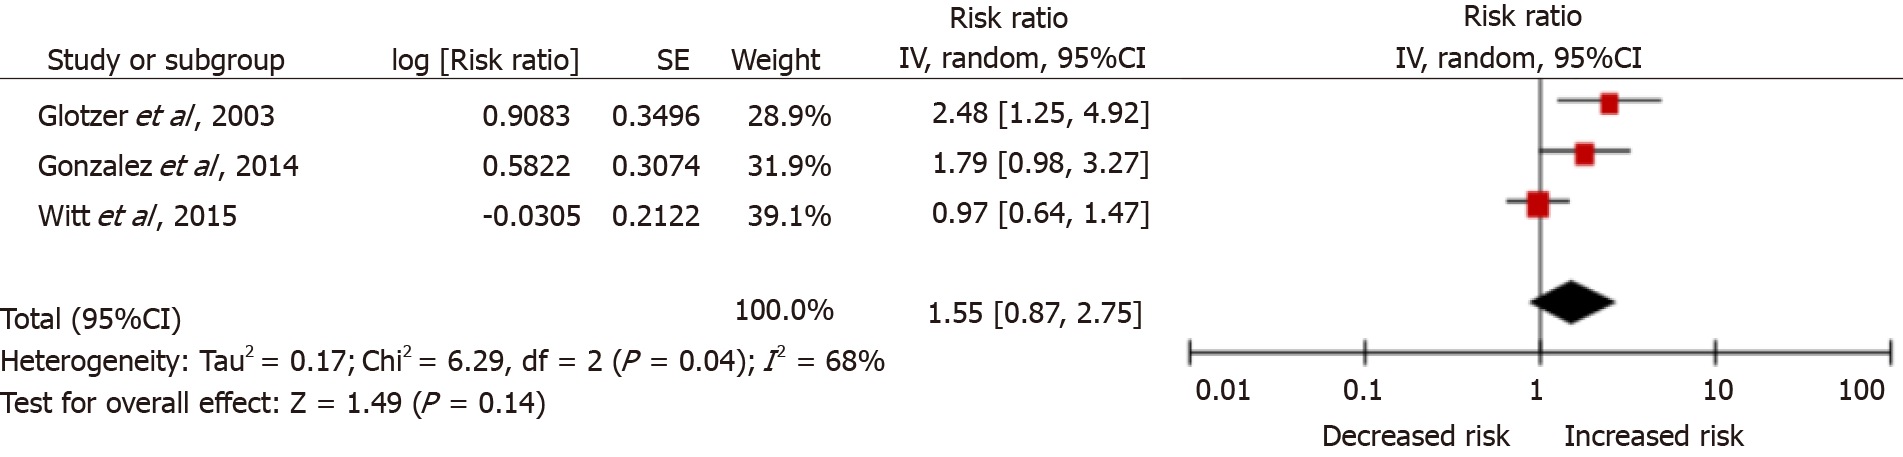 Risk ratio Risk ratio
Study or subgroup log [Risk ratio] SE Weight IV, random, 95%CI IV, random, 95%CI
Glotzer et al, 2003 0.9083 0.3496 28.9% 2.48 [1.25, 4.92]
Gonzalez et al, 2014 0.5822 0.3074 31.9% 1.79 [0.98, 3.27]
Witt et al, 2015 -0.0305 0.2122 39.1% 0.97 [0.64, 1.47]
Total (95%CI) 100.0% 1.55 [0.87, 2.75]
Heterogeneity: Tau² = 0.17; Chi² = 6.29, df = 2 (P = 0.04); I² = 68%
Test for overall effect: Z = 1.49 (P = 0.14)
0.01 0.1 1 10 100
Decreased risk Increased risk